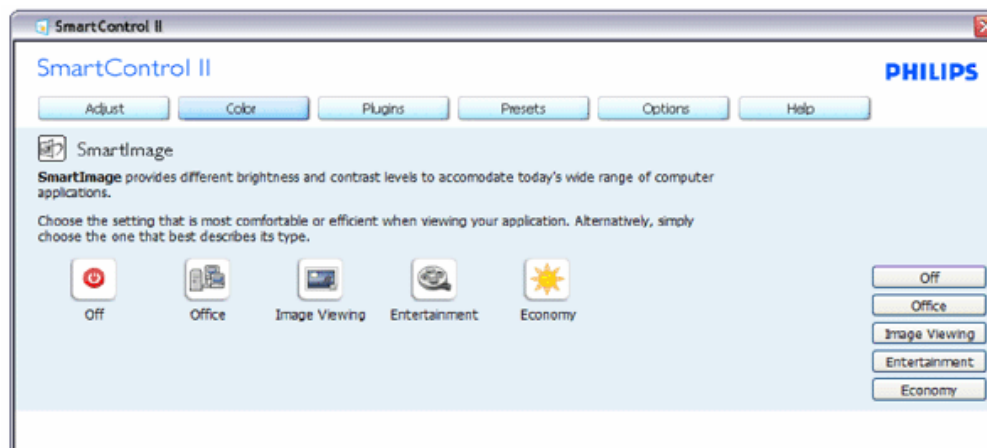 SmartControl II
SmartControl II
PHILIPS
Adjust Color Plugins Presets Options Help
SmartImage
SmartImage provides different brightness and contrast levels to accomodate today's wide range of computer
applications.
Choose the setting that is most comfortable or efficient when viewing your application. Alternatively, simply
choose the one that best describes its type.
Off Office Image Viewing Entertainment Economy
Off
Office
Image Viewing
Entertainment
Economy